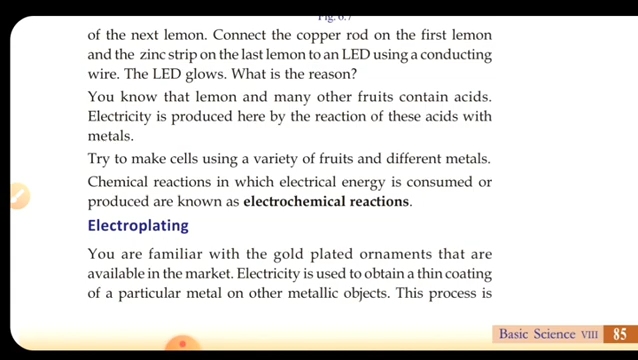 Fig. 6.7
of the next lemon. Connect the copper rod on the first lemon
and the zinc strip on the last lemon to an LED using a conducting
wire. The LED glows. What is the reason?
You know that lemon and many other fruits contain acids.
Electricity is produced here by the reaction of these acids with
metals.
Try to make cells using a variety of fruits and different metals.
Chemical reactions in which electrical energy is consumed or
produced are known as electrochemical reactions.
Electroplating
You are familiar with the gold plated ornaments that are
available in the market. Electricity is used to obtain a thin coating
of a particular metal on other metallic objects. This process is
Basic Science VIII 85